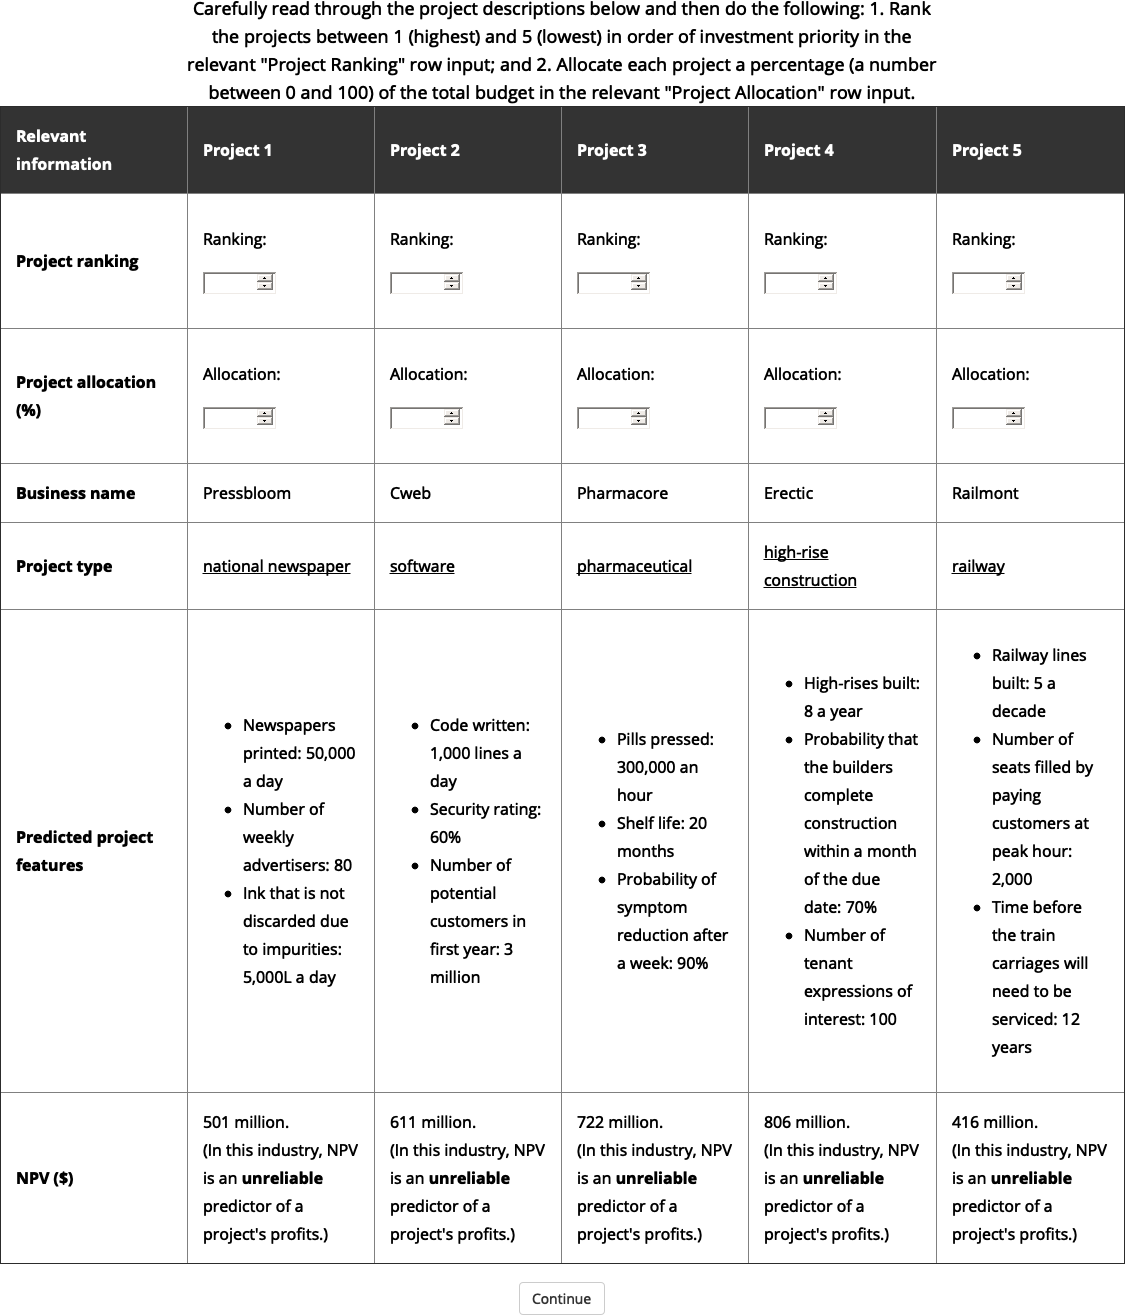 Carefully read through the project descriptions below and then do the following: 1. Rank
the projects between 1 (highest) and 5 (lowest) in order of investment priority in the
relevant "Project Ranking" row input; and 2. Allocate each project a percentage (a number
between 0 and 100) of the total budget in the relevant "Project Allocation" row input.
Relevant
information
Project 1
Project 2
Project 3
Project 4
Project 5
Project ranking
Ranking:
Ranking:
Ranking:
Ranking:
Ranking:
Project allocation
(%)
Allocation:
Allocation:
Allocation:
Allocation:
Allocation:
Business name
Pressbloom
Cweb
Pharmacore
Erectic
Railmont
Project type
national newspaper
software
pharmaceutical
high-rise
construction
railway
Predicted project
features
• Newspapers
printed: 50,000
a day
• Number of
weekly
advertisers: 80
• Ink that is not
discarded due
to impurities:
5,000L a day
• Code written:
1,000 lines a
day
• Security rating:
60%
• Number of
potential
customers in
first year: 3
million
• Pills pressed:
300,000 an
hour
• Shelf life: 20
months
• Probability of
symptom
reduction after
a week: 90%
• High-rises built:
8 a year
• Probability that
the builders
complete
construction
within a month
of the due
date: 70%
• Number of
tenant
expressions of
interest: 100
• Railway lines
built: 5 a
decade
• Number of
seats filled by
paying
customers at
peak hour:
2,000
• Time before
the train
carriages will
need to be
serviced: 12
years
NPV ($)
501 million.
(In this industry, NPV
is an unreliable
predictor of a
project's profits.)
611 million.
(In this industry, NPV
is an unreliable
predictor of a
project's profits.)
722 million.
(In this industry, NPV
is an unreliable
predictor of a
project's profits.)
806 million.
(In this industry, NPV
is an unreliable
predictor of a
project's profits.)
416 million.
(In this industry, NPV
is an unreliable
predictor of a
project's profits.)
Continue